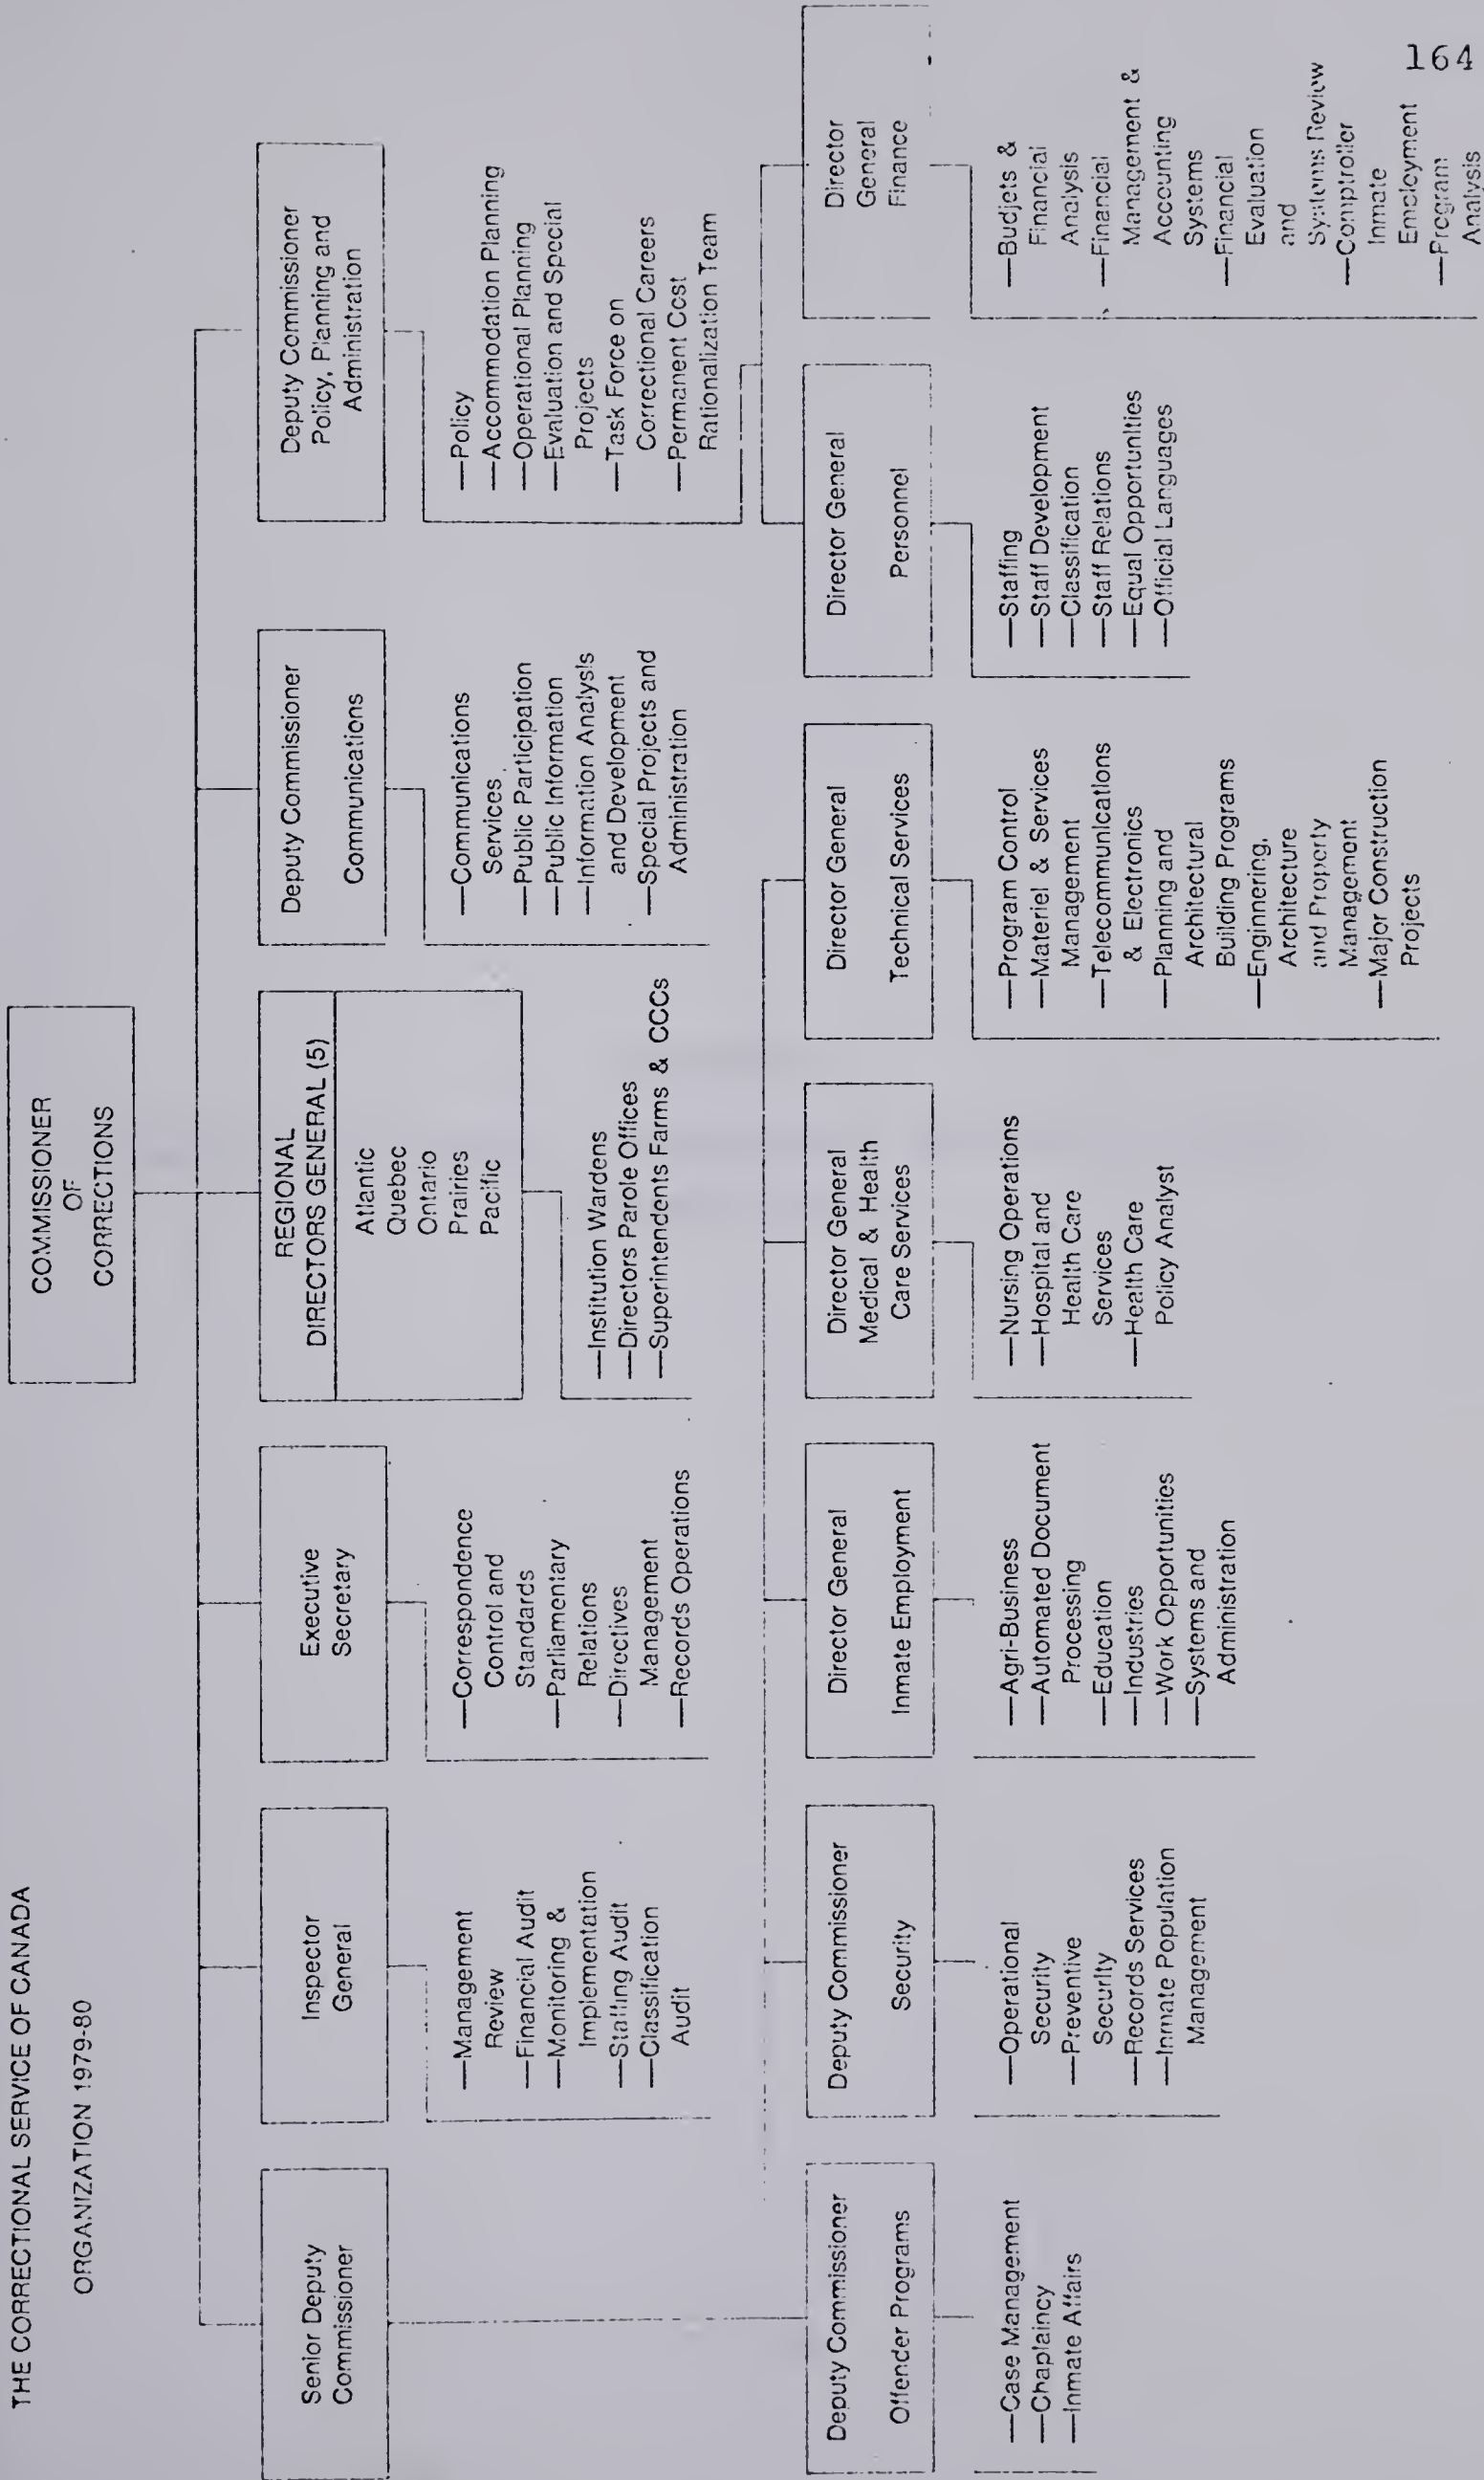 THE CORRECTIONAL SERVICE OF CANADA
ORGANIZATION 1979-80
COMMISSIONER
OF
CORRECTIONS
Senior Deputy
Commissioner
Inspector
General
—Management
Review
—Financial Audit
—Monitoring &
Implementation
—Staffing Audit
—Classification
Audit
Executive
Secretary
—Correspondence
Control and
Standards
—Parliamentary
Relations
—Directives
Management
—Records Operations
REGIONAL
DIRECTORS GENERAL (5)
Atlantic
Quebec
Ontario
Prairies
Pacific
—Institution Wardens
—Directors Parole Offices
—Superintendents Farms & CCCs
Deputy Commissioner
Communications
—Communications
Services
—Public Participation
—Public Information
—Information Analysis
and Development
—Special Projects and
Administration
Deputy Commissioner
Policy, Planning and
Administration
—Policy
—Accommodation Planning
—Operational Planning
—Evaluation and Special
Projects
—Task Force on
Correctional Careers
—Permanent Cost
Rationalization Team
Deputy Commissioner
Offender Programs
—Case Management
—Chaplaincy
—Inmate Affairs
Deputy Commissioner
Security
—Operational
Security
—Preventive
Security
—Records Services
—Inmate Population
Management
Director General
Inmate Employment
—Agri-Business
—Automated Document
Processing
—Education
—Industries
—Work Opportunities
—Systems and
Administration
Director General
Medical & Health
Care Services
—Nursing Operations
—Hospital and
Health Care
Services
—Health Care
Policy Analyst
Director General
Technical Services
—Program Control
—Materiel & Services
Management
—Telecommunications
& Electronics
—Planning and
Architectural
Building Programs
—Enginnering,
Architecture
and Property
Management
—Major Construction
Projects
Director General
Personnel
—Staffing
—Staff Development
—Classification
—Staff Relations
—Equal Opportunities
—Official Languages
Director
General
Finance
—Budjets &
Financial
Analysis
—Financial
Management &
Accounting
Systems
—Financial
Evaluation
and
Systems Review
—Comptroller
Inmate
Employment
—Program
Analysis
164